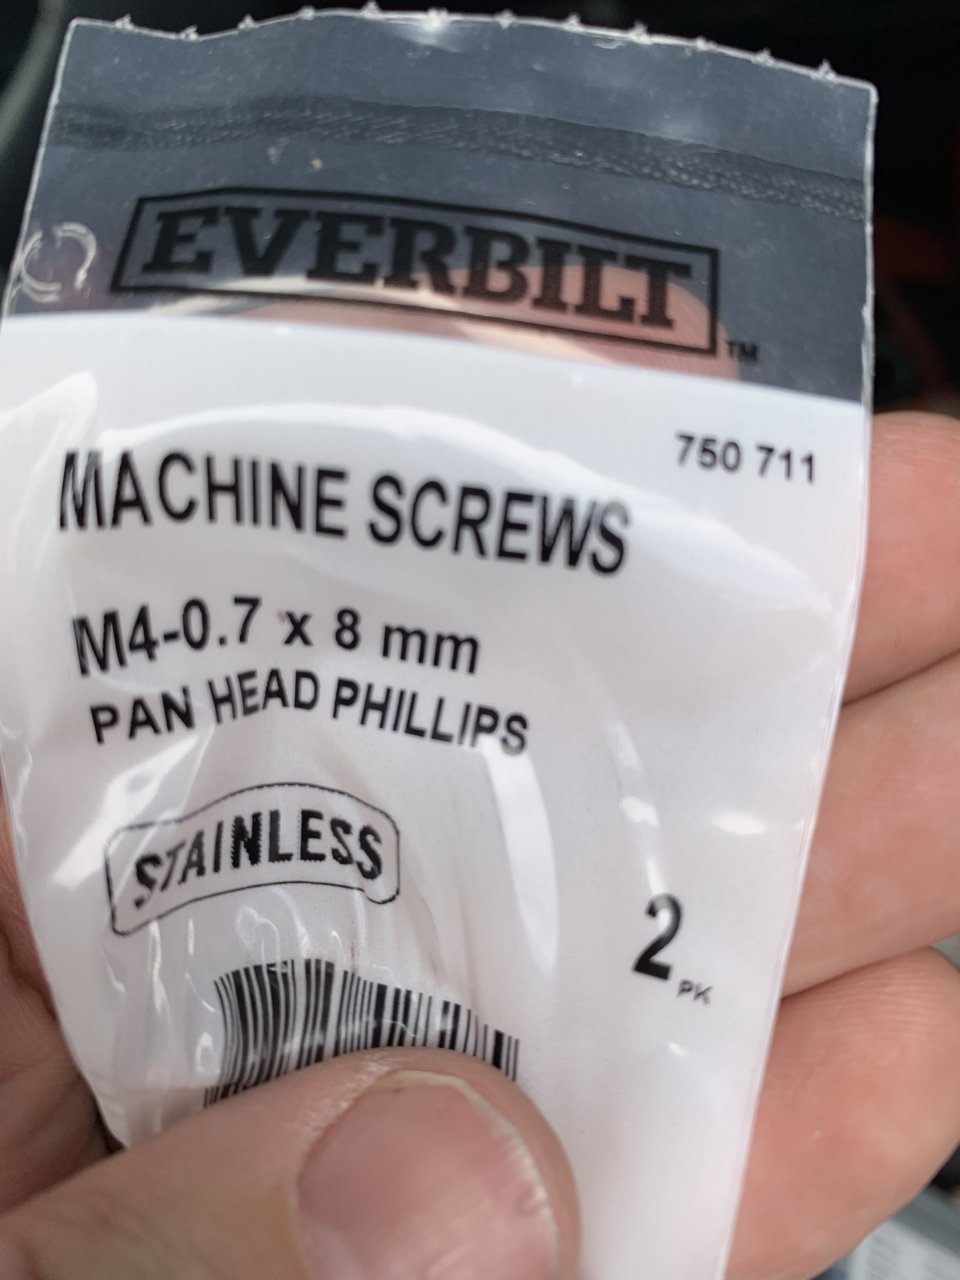 EVERBILT
TM
750 711
MACHINE SCREWS
M4-0.7 x 8 mm
PAN HEAD PHILLIPS
STAINLESS
2 PK